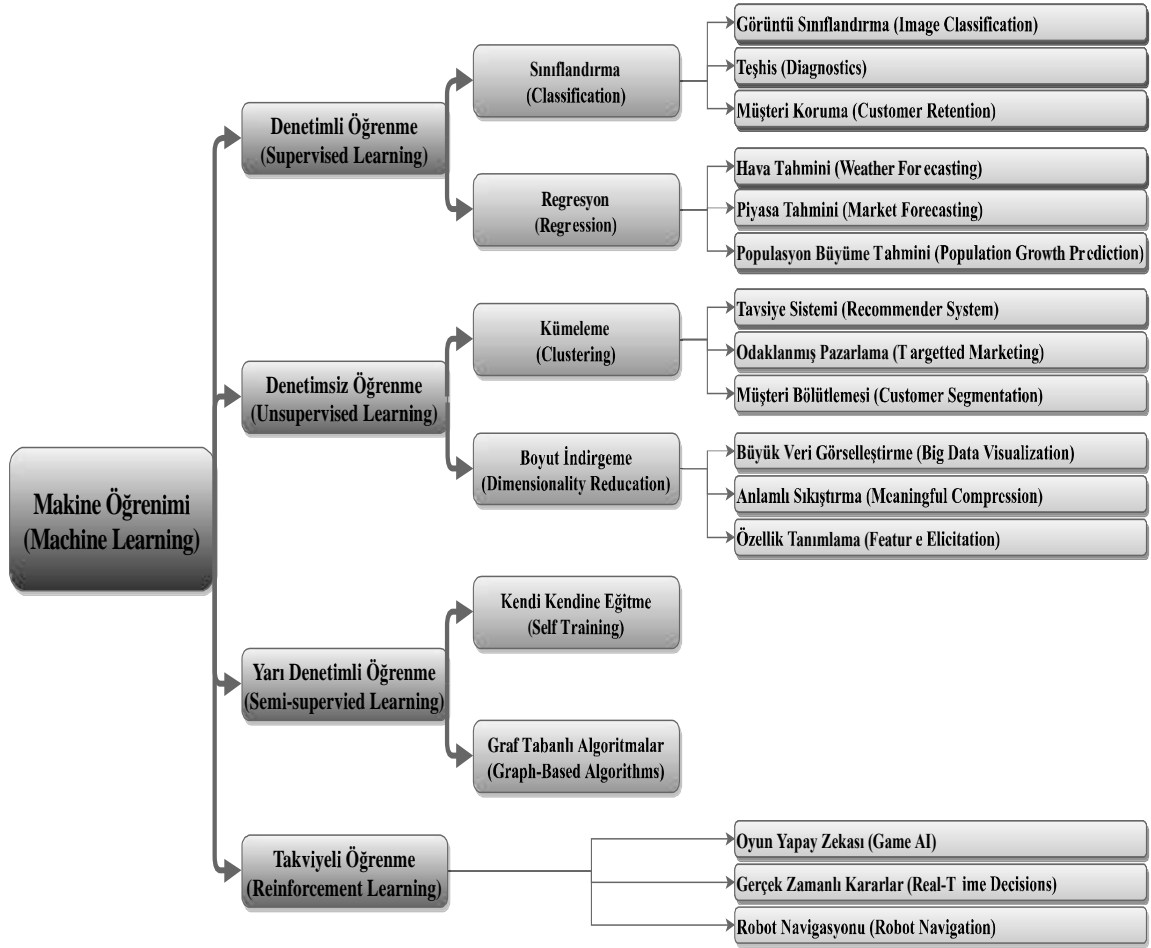 Makine Öğrenimi
(Machine Learning)
Denetimli Öğrenme
(Supervised Learning)
Sınıflandırma
(Classification)
Görüntü Sınıflandırma (Image Classification)
Teşhis (Diagnostics)
Müşteri Koruma (Customer Retention)
Regresyon
(Regression)
Hava Tahmini (Weather For ecasting)
Piyasa Tahmini (Market Forecasting)
Populasyon Büyüme Tahmini (Population Growth Prediction)
Denetimsiz Öğrenme
(Unsupervised Learning)
Kümeleme
(Clustering)
Tavsiye Sistemi (Recommender System)
Odaklanmış Pazarlama (T argetted Marketing)
Müşteri Bölütlemesi (Customer Segmentation)
Boyut İndirgeme
(Dimensionality Reducation)
Büyük Veri Görselleştirme (Big Data Visualization)
Anlamlı Sıkıştırma (Meaningful Compression)
Özellik Tanımlama (Featur e Elicitation)
Yarı Denetimli Öğrenme
(Semi-supervied Learning)
Kendi Kendine Eğitme
(Self Training)
Graf Tabanlı Algoritmalar
(Graph-Based Algorithms)
Takviyeli Öğrenme
(Reinforcement Learning)
Oyun Yapay Zekası (Game AI)
Gerçek Zamanlı Kararlar (Real-T ime Decisions)
Robot Navigasyonu (Robot Navigation)